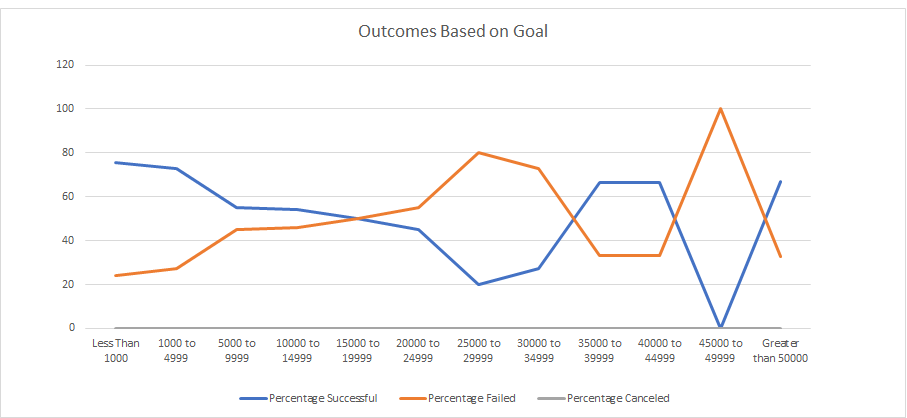 Outcomes Based on Goal
120
100
80
60
40
20
0
Less Than 1000
1000 to 4999
5000 to 9999
10000 to 14999
15000 to 19999
20000 to 24999
25000 to 29999
30000 to 34999
35000 to 39999
40000 to 44999
45000 to 49999
Greater than 50000
Percentage Successful
Percentage Failed
Percentage Canceled